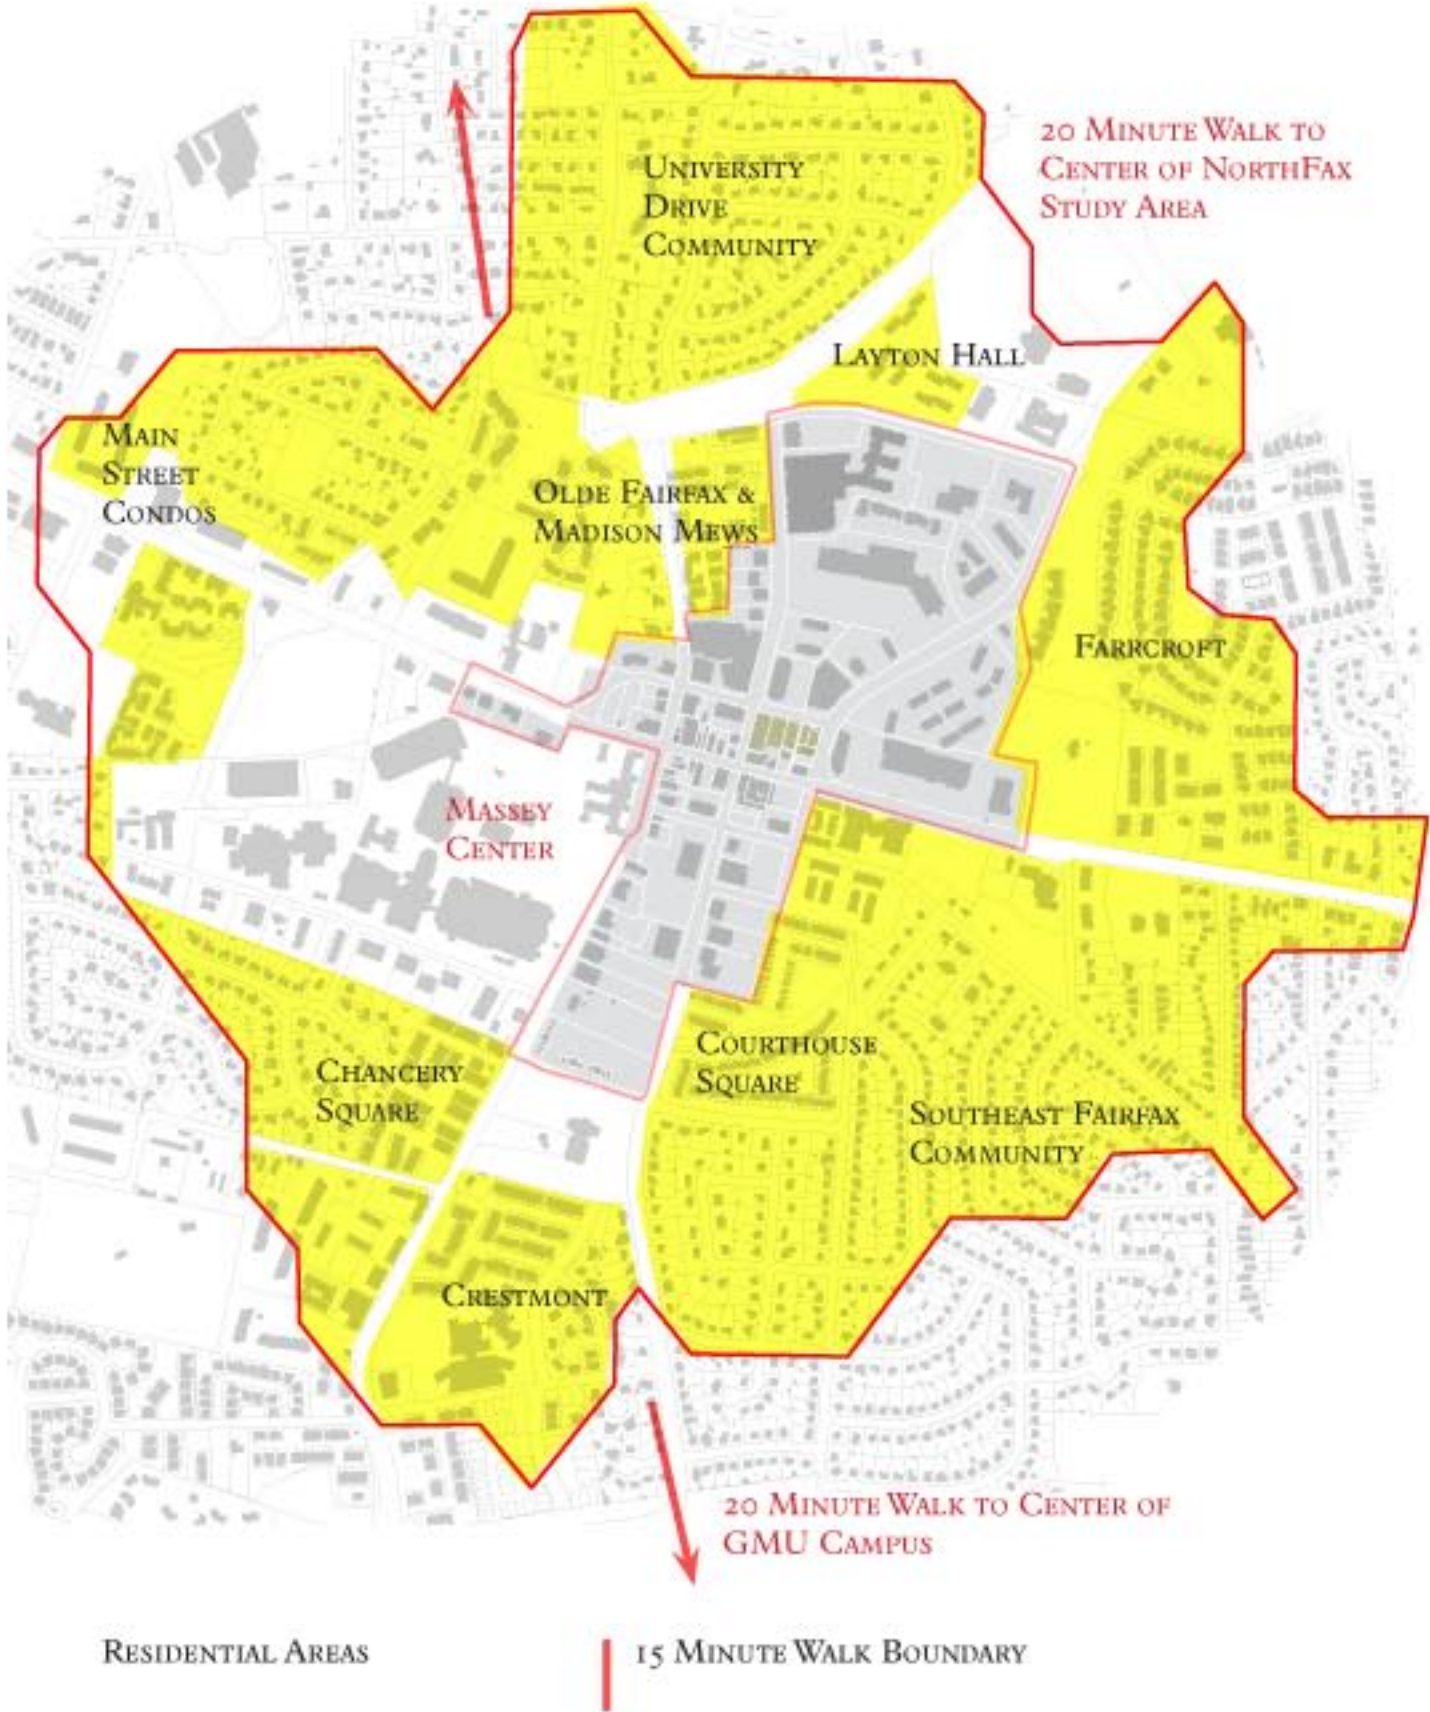 20 Minute Walk to
Center of NorthFax
Study Area
University
Drive
Community
Layton Hall
Main
Street
Condos
Olde Fairfax &
Madison Mews
Farrcroft
Massey
Center
Courthouse
Square
Chancery
Square
Southeast Fairfax
Community
Crestmont
20 Minute Walk to Center of
GMU Campus
Residential Areas
15 Minute Walk Boundary